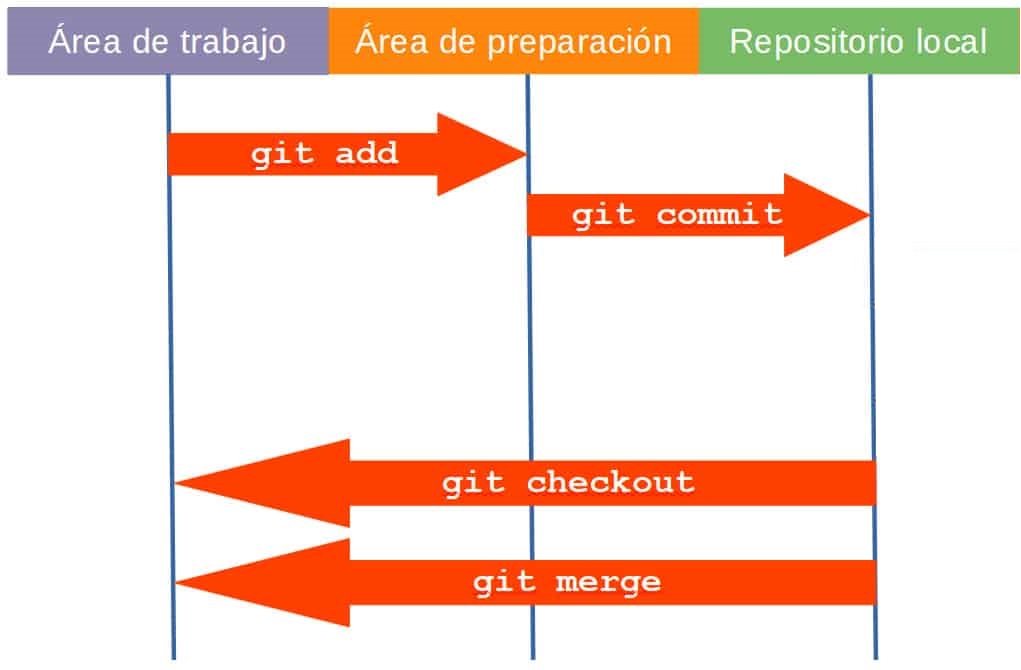 Área de trabajo
Área de preparación
Repositorio local
git add
git commit
git checkout
git merge